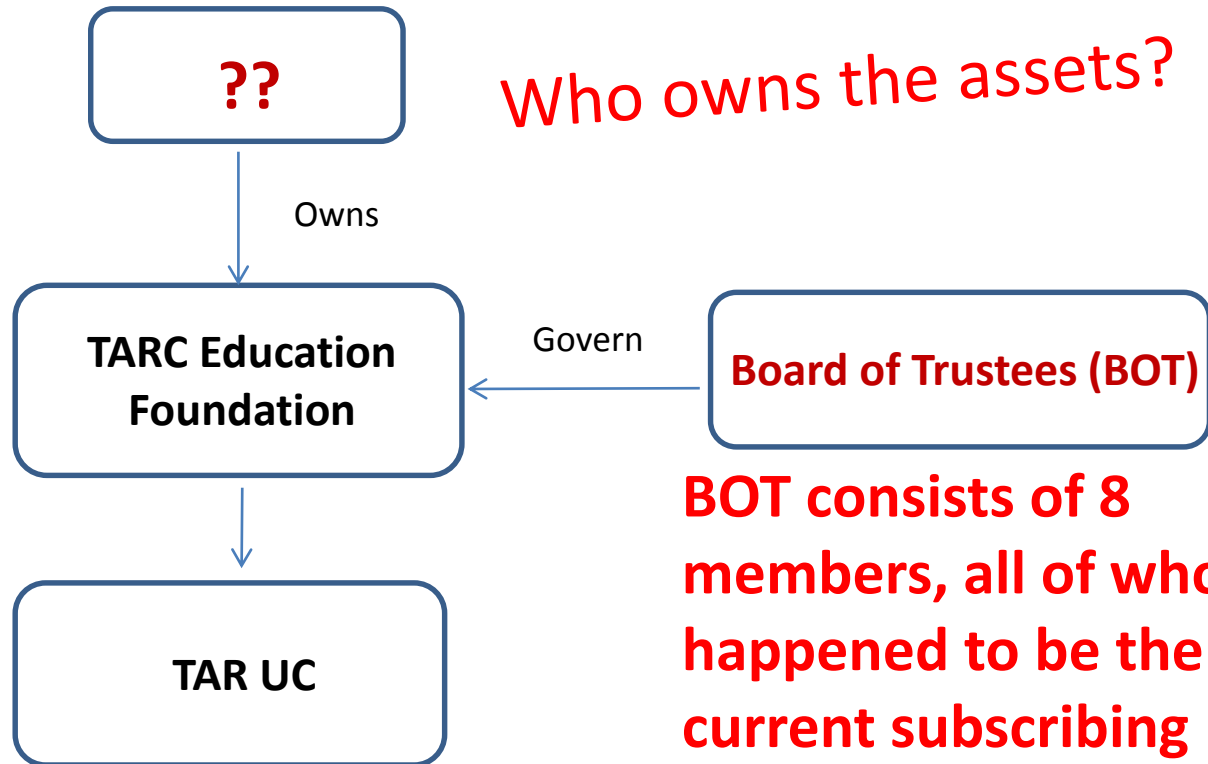 ??
Who owns the assets?
Owns
TARC Education
Foundation
Govern
Board of Trustees (BOT)
BOT consists of 8
members, all of
happened to be the
current subscribing
TAR UC